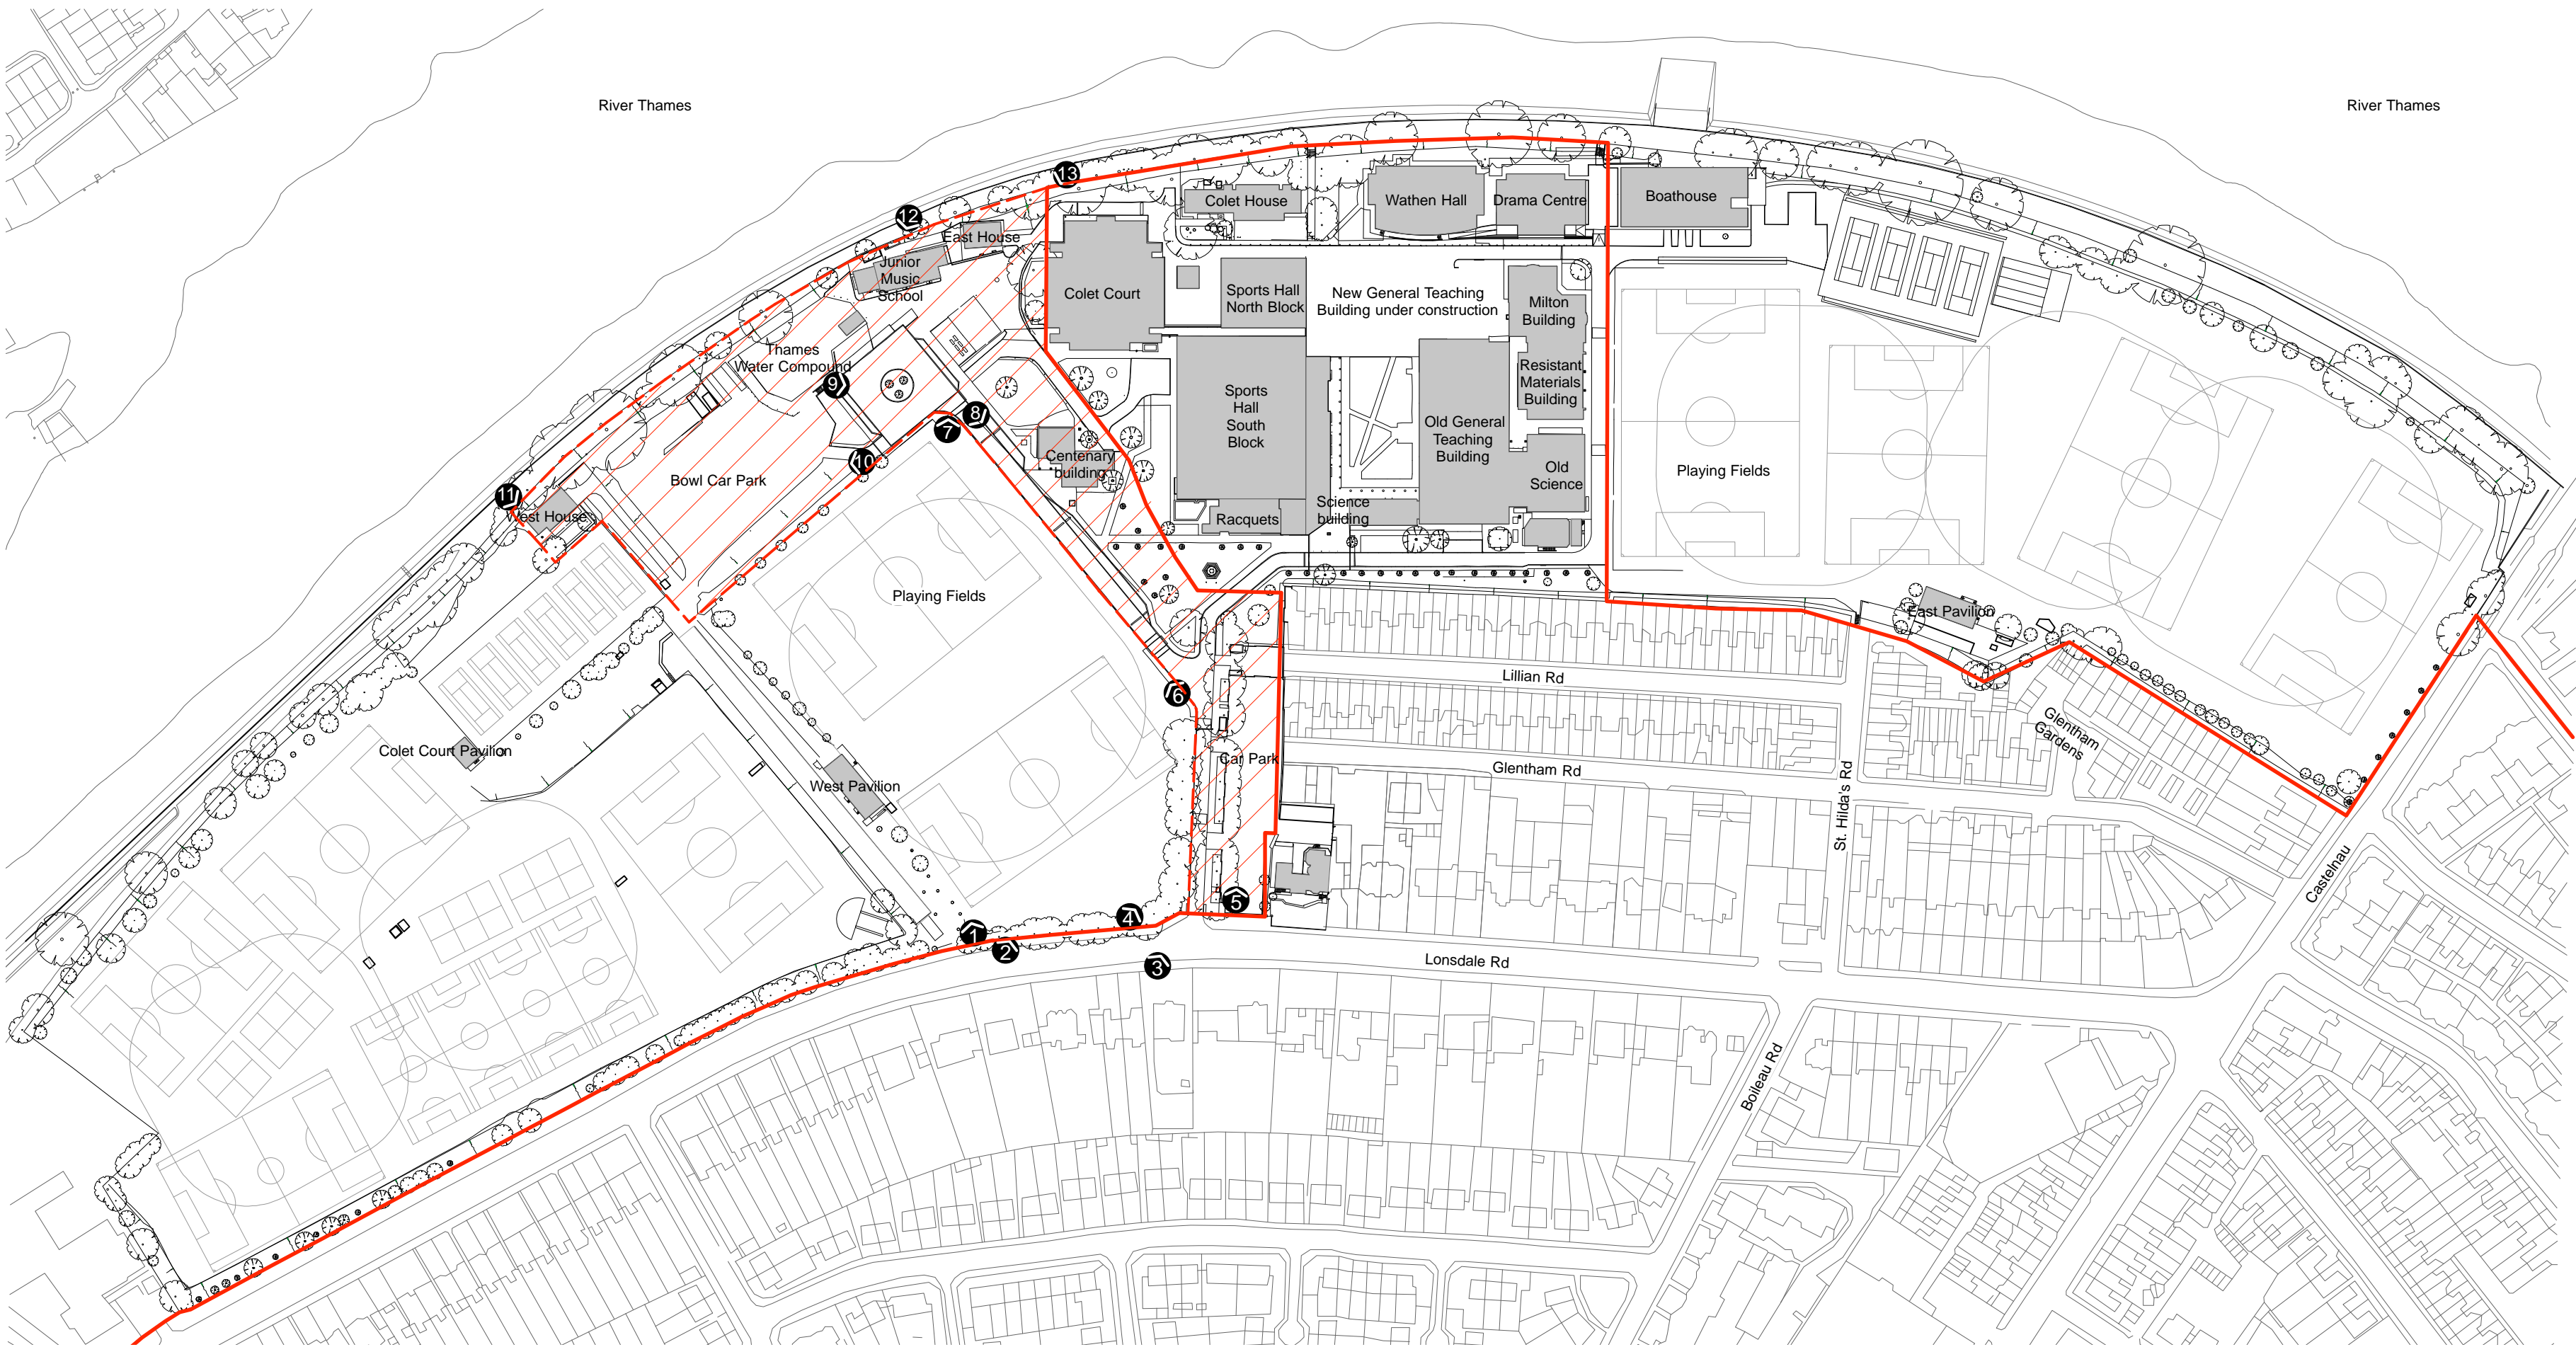 River Thames
River Thames
13
12
Colet House
Wathen Hall
Drama Centre
Boathouse
East House
Junior
Music
School
Colet Court
Sports Hall
North Block
New General Teaching
Building under construction
Milton
Building
Thames
Water Compound
9
8
7
Resistant
Materials
Building
Sports
Hall
South
Block
Old General
Teaching
Building
Old
Science
Playing Fields
10
Centenary
building
Bowl Car Park
11
West House
Racquets
Science
building
Playing Fields
East Pavilion
Lillian Rd
6
Glentham
Gardens
Colet Court Pavilion
West Pavilion
Car Park
Glentham Rd
St. Hilda's Rd
Castelnau
5
4
1
2
3
Lonsdale Rd
Boileau Rd